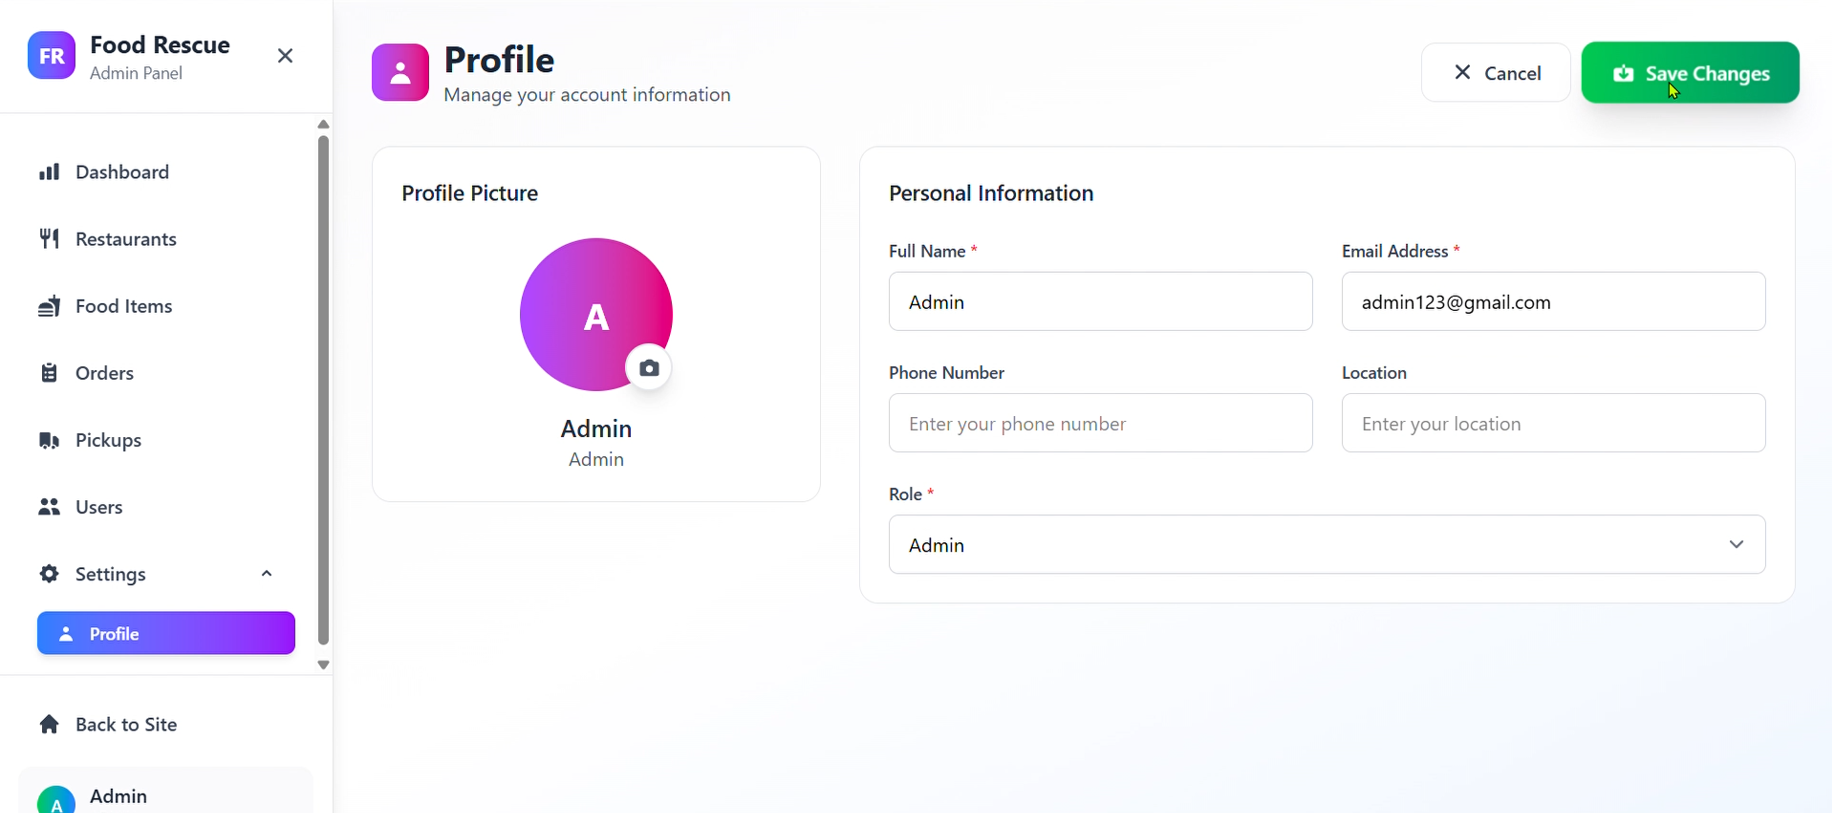 FR
Food Rescue
Admin Panel
Dashboard
Restaurants
Food Items
Orders
Pickups
Users
Settings
Profile
Back to Site
A
Admin
Profile
Manage your account information
Cancel
Save Changes
Profile Picture
A
Admin
Admin
Personal Information
Full Name *
Admin
Email Address *
admin123@gmail.com
Phone Number
Enter your phone number
Location
Enter your location
Role *
Admin